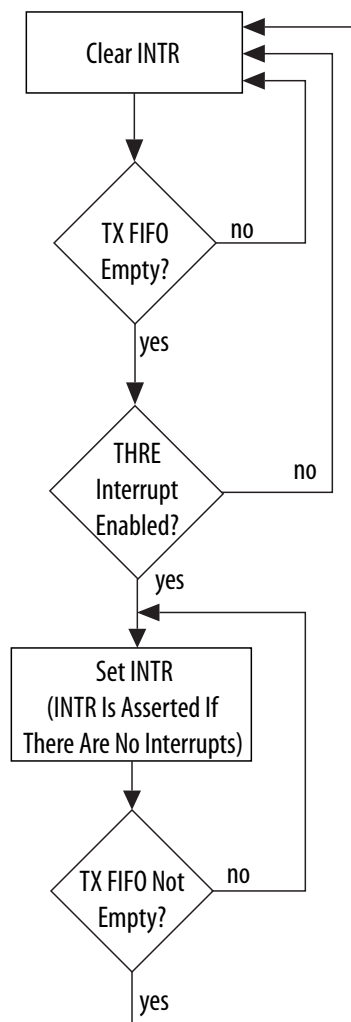 Clear INTR
TX FIFO
Empty?
no
yes
THRE
Interrupt
Enabled?
no
yes
Set INTR
(INTR Is Asserted If
There Are No Interrupts)
TX FIFO Not
Empty?
no
yes